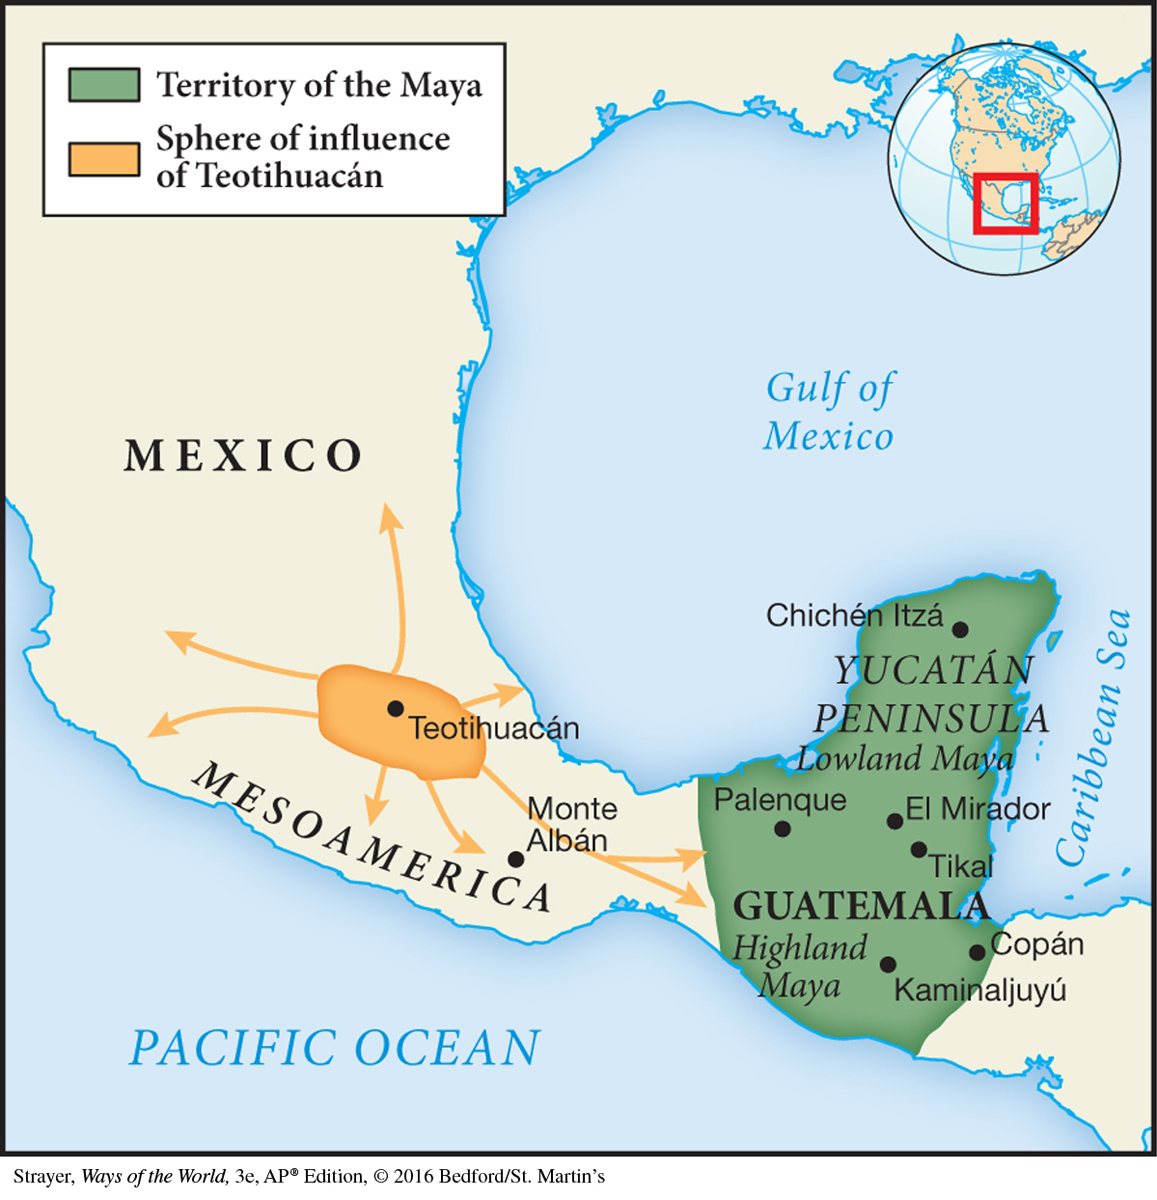 Territory of the Maya
Sphere of influence
of Teotihuacán
Gulf of
Mexico
MEXICO
Chichén Itzá
YUCATÁN
PENINSULA
Lowland Maya
Caribbean Sea
Teotihuacán
MESOAMERICA
Monte
Albán
Palenque
El Mirador
Tikal
GUATEMALA
Highland
Maya
Copán
Kaminaljuyú
PACIFIC OCEAN
Strayer, Ways of the World, 3e, AP® Edition, © 2016 Bedford/St. Martin's